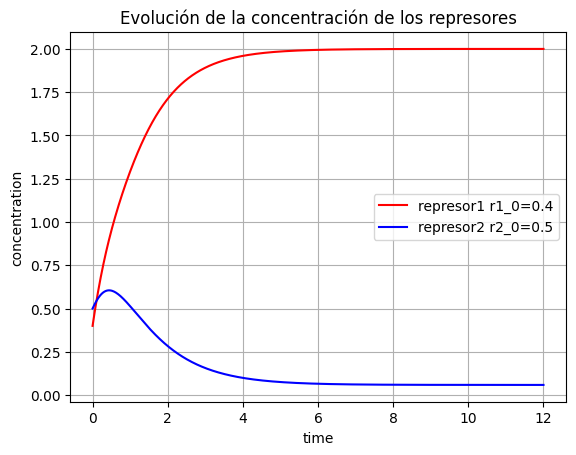 Evolución de la concentración de los represores
2.00
1.75
1.50
1.25
1.00
0.75
0.50
0.25
0.00
concentration
represor1 r1_0=0.4
represor2 r2_0=0.5
0 2 4 6 8 10 12
time